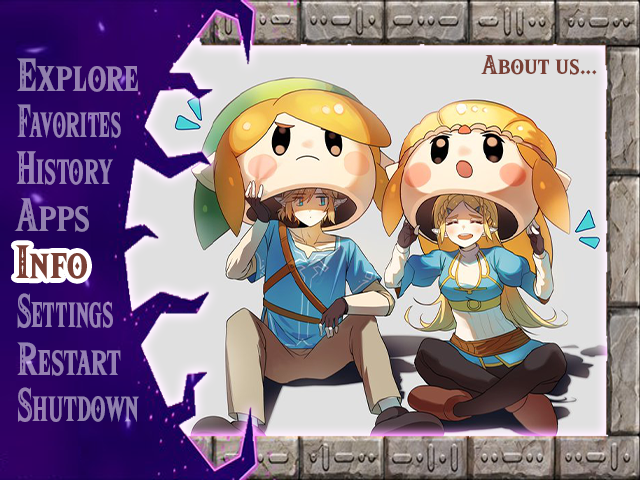 About us...
Explore
Favorites
History
Apps
Info
Settings
Restart
Shutdown